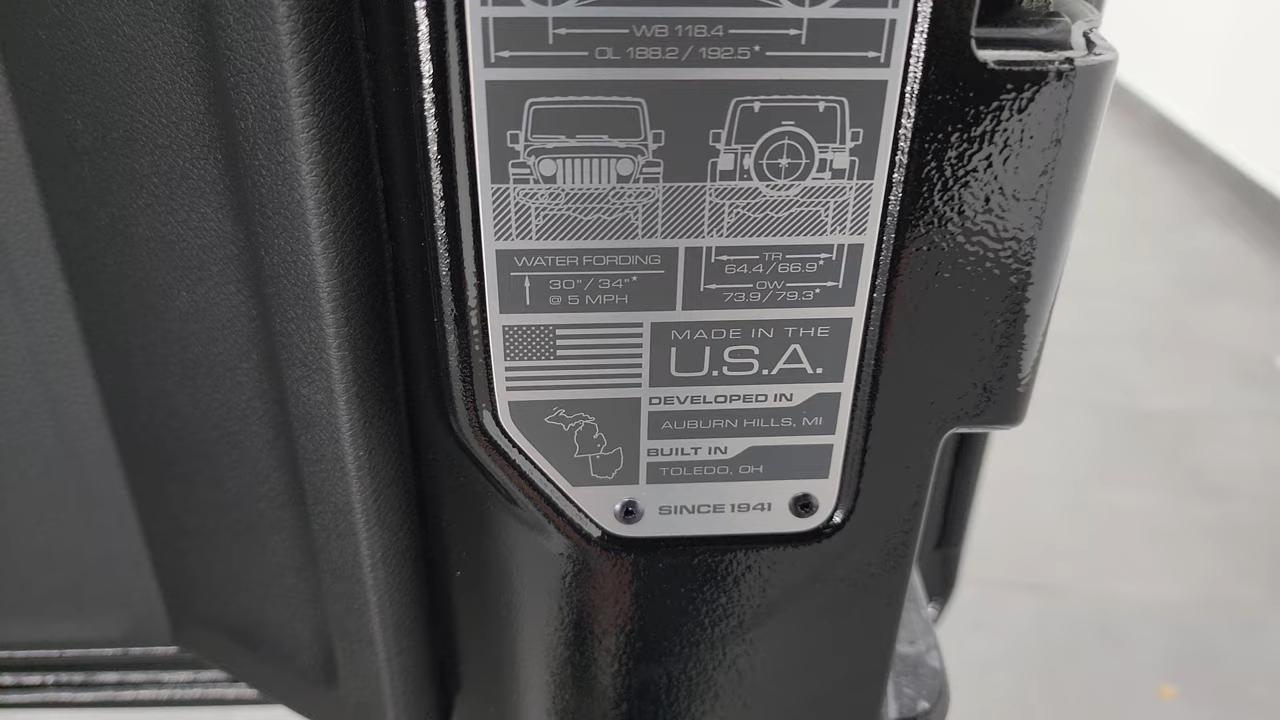 WB 118.4
OL 188.2 / 192.5*
WATER FORDING
30"/ 34"*
@ 5 MPH
TR
64.4/66.9*
OW
73.9/79.3*
MADE IN THE
U.S.A.
DEVELOPED IN
AUBURN HILLS, MI
BUILT IN
TOLEDO, OH
SINCE 1941